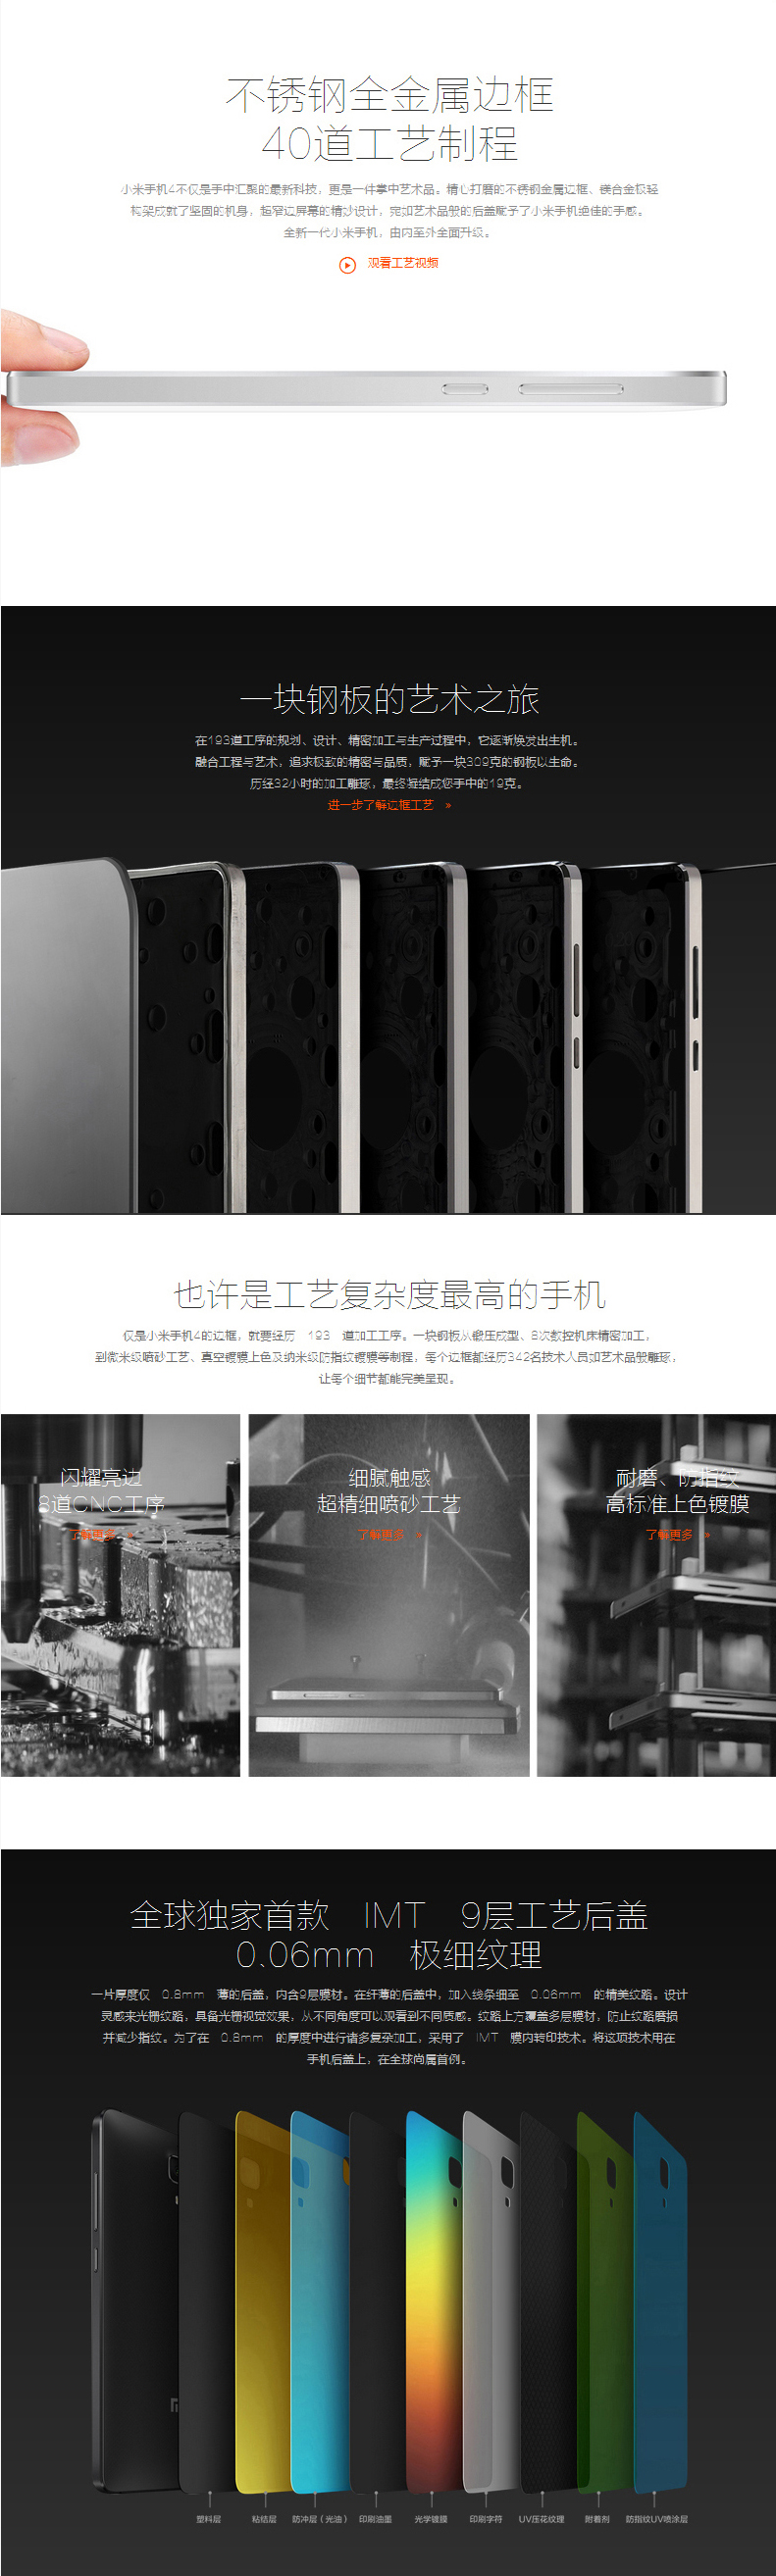 不锈钢全金属边框
40道工艺制程
小米手机4不仅是手中汇聚的最新科技，更是一件掌中艺术品。精心打磨的不锈钢金属边框、镁合金极轻
构架成就了坚固的机身，超窄边屏幕的精妙设计，宛如艺术品般的后盖赋予了小米手机绝佳的手感。
全新一代小米手机，由内至外全面升级。
观看工艺视频
一块钢板的艺术之旅
在193道工序的规划、设计、精密加工与生产过程中，它逐渐焕发出生机。
融合工程与艺术，追求极致的精密与品质，赋予一块309克的钢板以生命。
历经32小时的加工雕琢，最终凝结成您手中的19克。
进一步了解边框工艺 »
也许是工艺复杂度最高的手机
仅是小米手机4的边框，就要经历 193 道加工工序。一块钢板从锻压成型、8次数控机床精密加工，
到微米级喷砂工艺、真空镀膜上色及纳米级防指纹镀膜等制程，每个边框都经历342名技术人员如艺术品般雕琢，
让每个细节都能完美呈现。
闪耀亮边
8道CNC工序
了解更多 »
细腻触感
超精细喷砂工艺
了解更多 »
耐磨、防指纹
高标准上色镀膜
了解更多 »
全球独家首款 IMT 9层工艺后盖
0.06mm 极细纹理
一片厚度仅 0.8mm 薄的后盖，内含9层膜材。在纤薄的后盖中，加入线条细至 0.06mm 的精美纹路。设计
灵感来光栅纹路，具备光栅视觉效果，从不同角度可以观看到不同质感。纹路上方覆盖多层膜材，防止纹路磨损
并减少指纹。为了在 0.8mm 的厚度中进行诸多复杂加工，采用了 IMT 膜内转印技术。将这项技术用在
手机后盖上，在全球尚属首例。
塑料层 粘结层 防冲层（光油） 印刷油墨 光学镀膜 印刷字符 UV压花纹理 附着剂 防指纹UV喷涂层